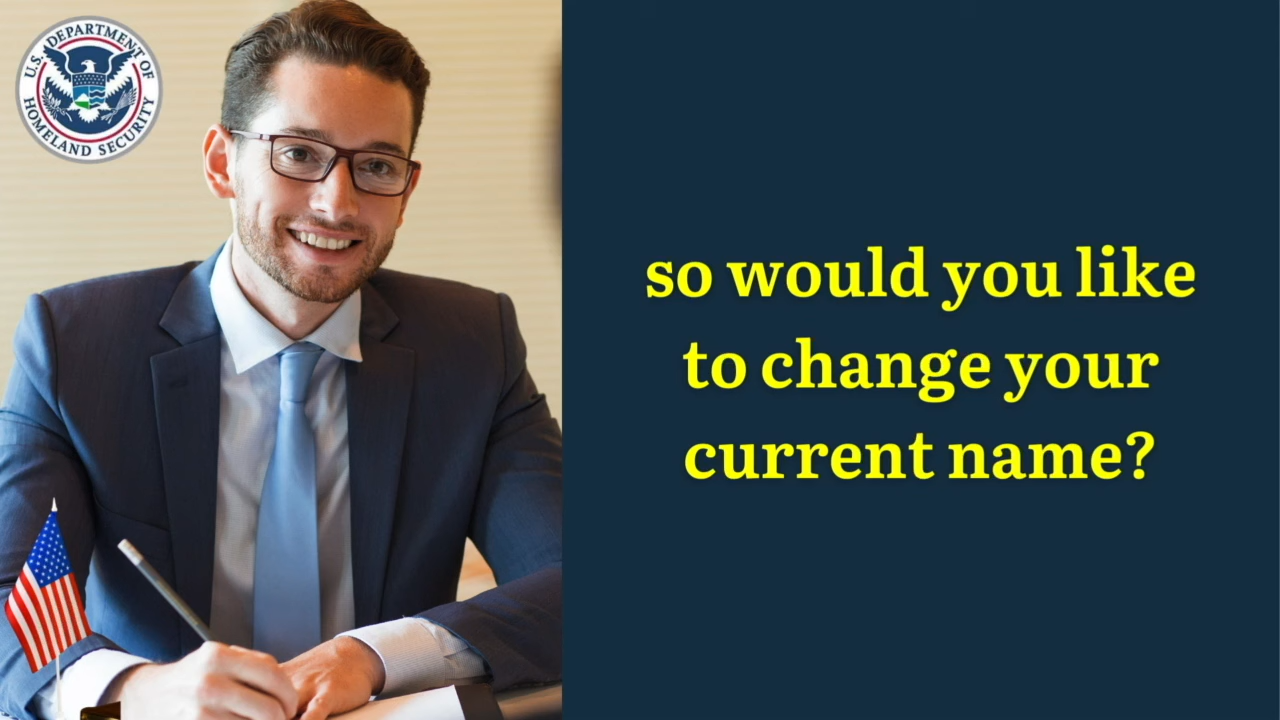 U.S. DEPARTMENT OF
HOMELAND SECURITY
so would you like
to change your
current name?